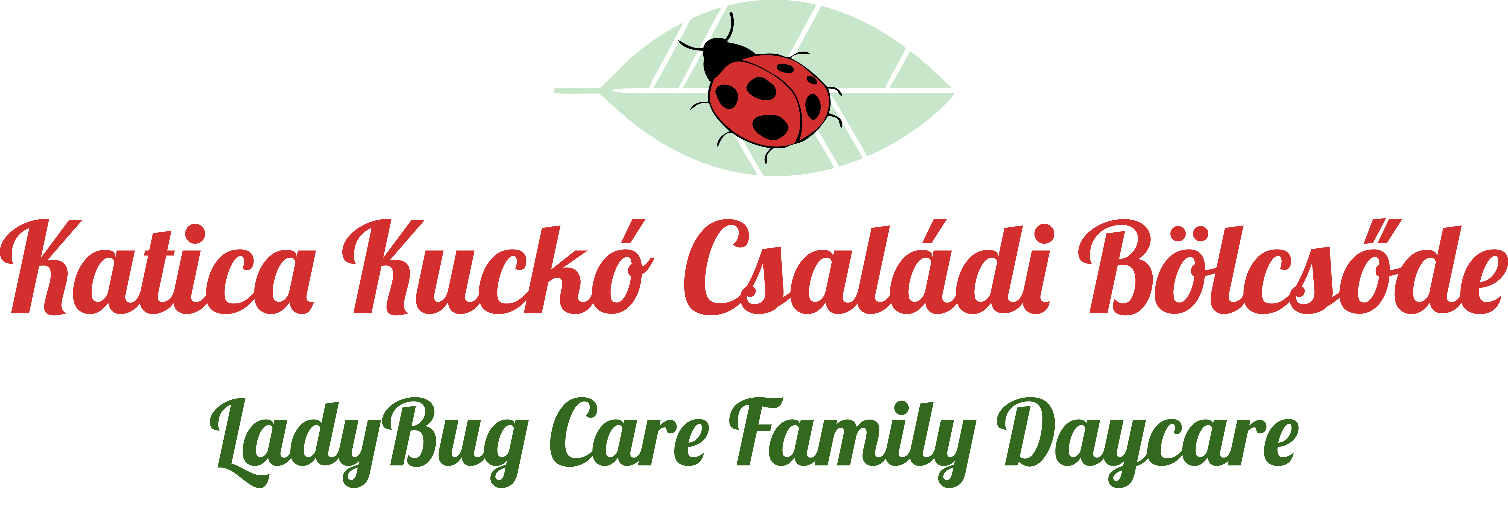 Katica Kuckó Családi Bölcsőde
LadyBug Care Family Daycare